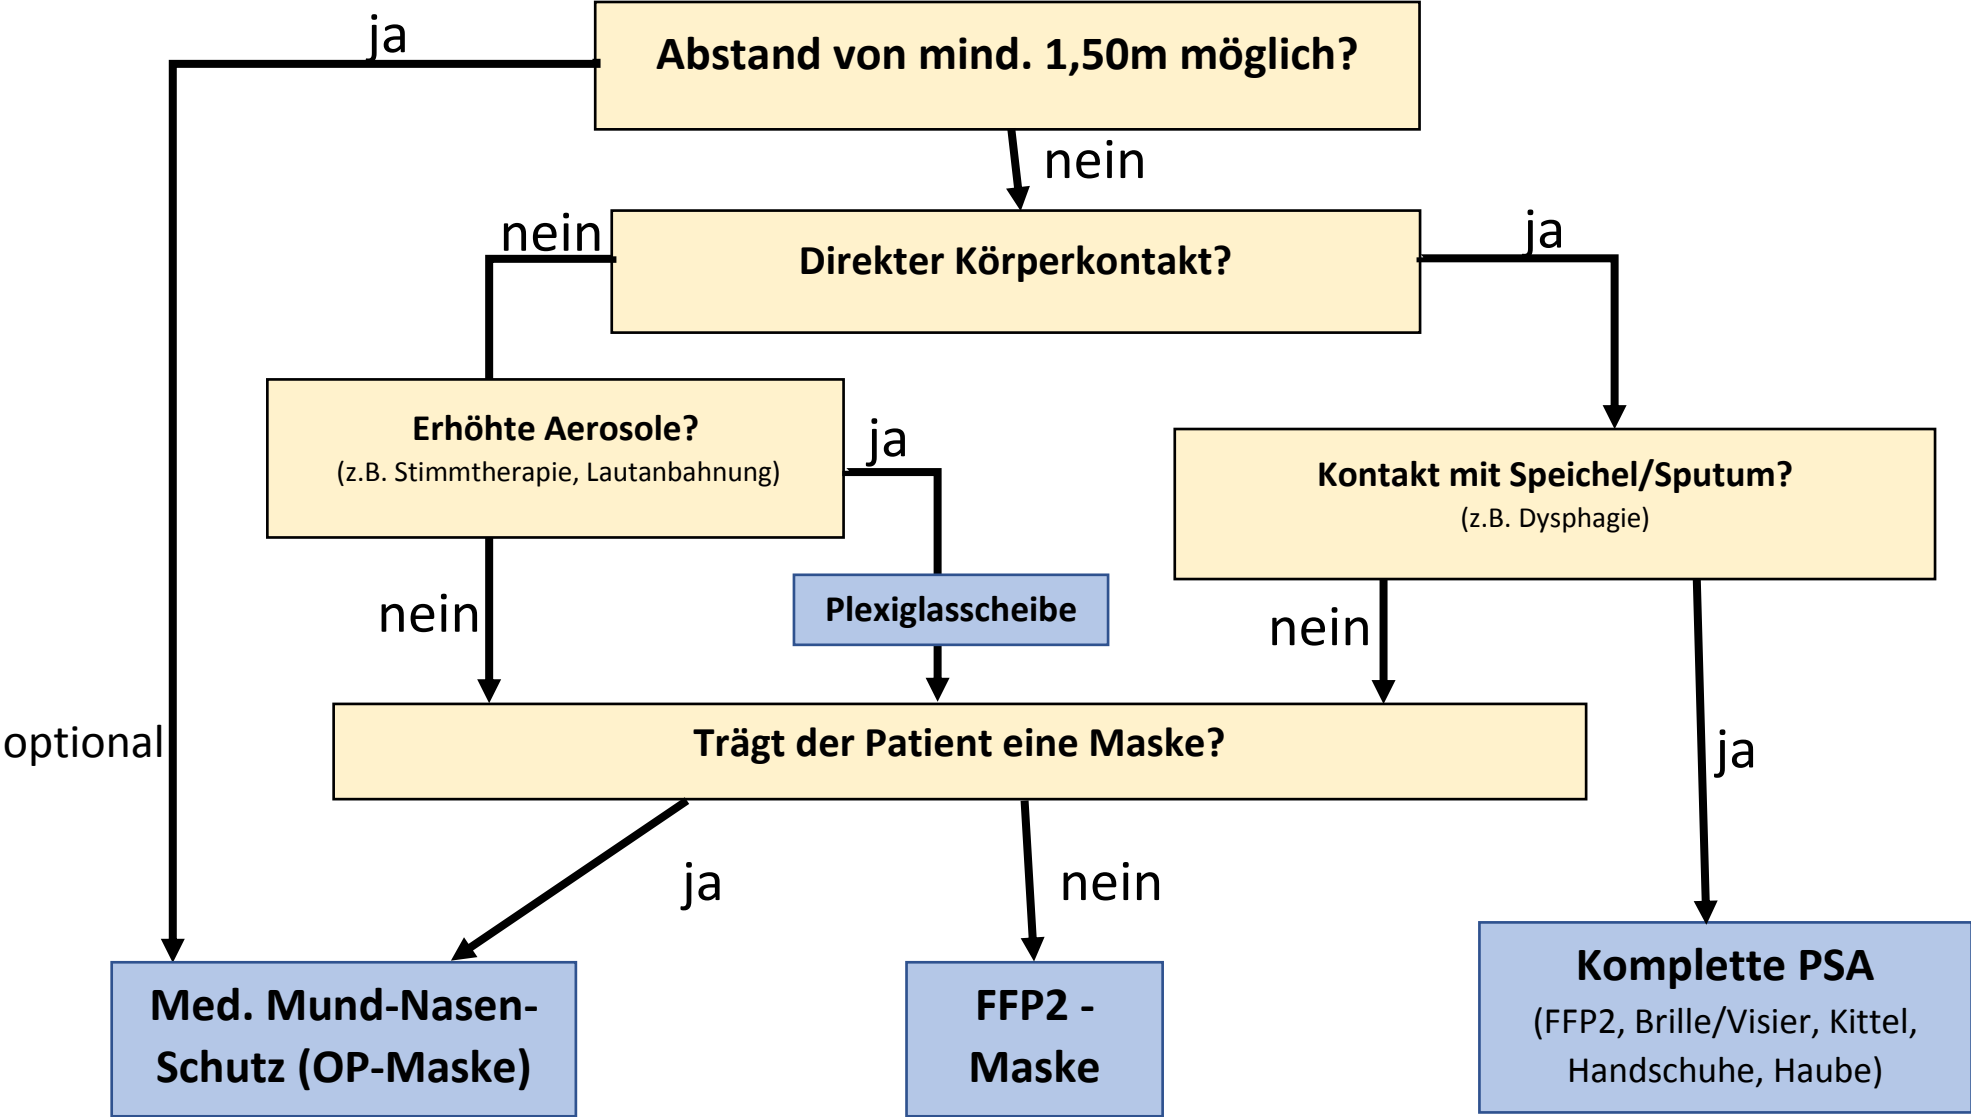 ja
Abstand von mind. 1,50m möglich?
nein
nein
ja
Direkter Körperkontakt?
Erhöhte Aerosole?
(z.B. Stimmtherapie, Lautanbahnung)
ja
Kontakt mit Speichel/Sputum?
(z.B. Dysphagie)
nein
Plexiglasscheibe
nein
optional
Trägt der Patient eine Maske?
ja
ja
nein
Med. Mund-Nasen-
Schutz (OP-Maske)
FFP2 -
Maske
Komplette PSA
(FFP2, Brille/Visier, Kittel,
Handschuhe, Haube)